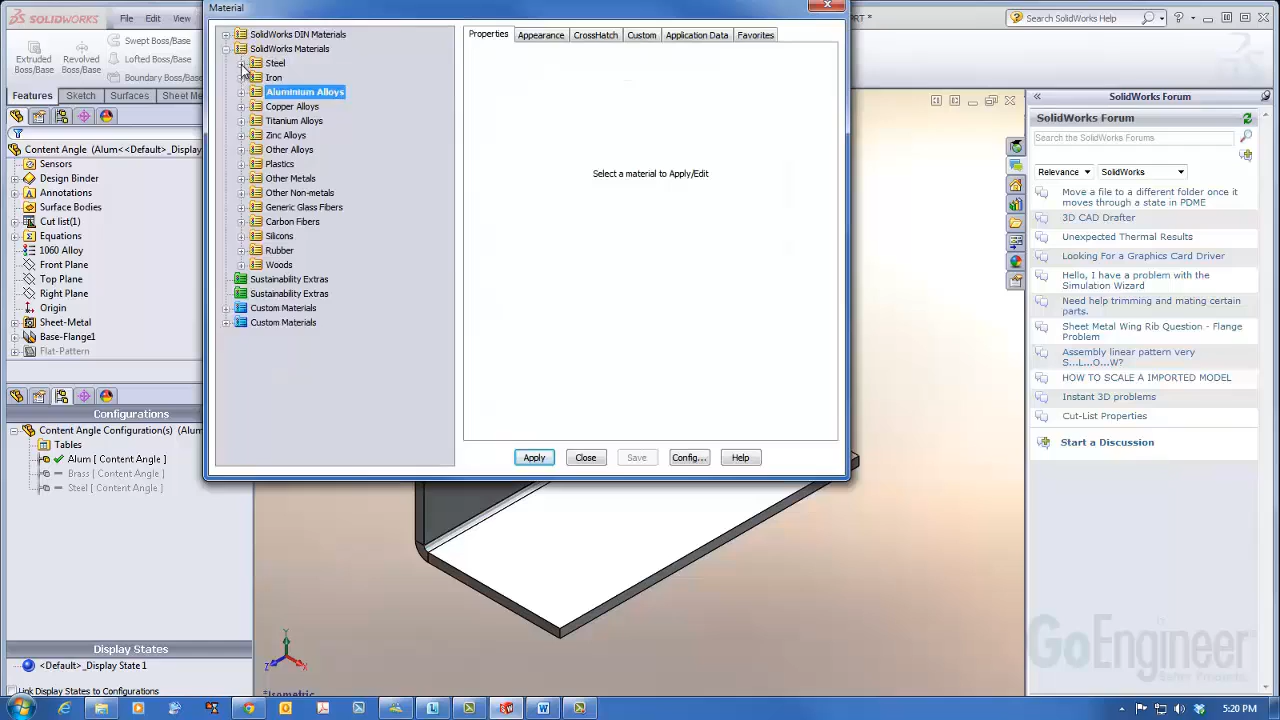 SOLIDWORKS
File
Edit
View
Material
ORT *
Search SolidWorks Help
Extruded
Boss/Base
Revolved
Boss/Base
Swept Boss/Base
Lofted Boss/Base
Boundary Boss/Base
Features
Sketch
Surfaces
Sheet Me
Content Angle (Alum<<Default>_Display
Sensors
Design Binder
Annotations
Surface Bodies
Cut list(1)
Equations
1060 Alloy
Front Plane
Top Plane
Right Plane
Origin
Sheet-Metal
Base-Flange1
Flat-Pattern
Configurations
Content Angle Configuration(s) (Alum
Tables
Alum [ Content Angle ]
Brass [ Content Angle ]
Steel [ Content Angle ]
Display States
<Default>_Display State 1
Link Display States to Configurations
SolidWorks DIN Materials
SolidWorks Materials
Steel
Iron
Aluminium Alloys
Copper Alloys
Titanium Alloys
Zinc Alloys
Other Alloys
Plastics
Other Metals
Other Non-metals
Generic Glass Fibers
Carbon Fibers
Silicons
Rubber
Woods
Sustainability Extras
Sustainability Extras
Custom Materials
Custom Materials
Properties
Appearance
CrossHatch
Custom
Application Data
Favorites
Select a material to Apply/Edit
Apply
Close
Save
Config...
Help
Y
Z
X
*Isometric
SolidWorks Forum
SolidWorks Forum
Search the SolidWorks Forums
Relevance
SolidWorks
Move a file to a different folder once it
moves through a state in PDME
3D CAD Drafter
Unexpected Thermal Results
Looking For a Graphics Card Driver
Hello, I have a problem with the
Simulation Wizard
Need help trimming and mating certain
parts.
Sheet Metal Wing Rib Question - Flange
Problem
Assembly linear pattern very
S...L...O...W?
HOW TO SCALE A IMPORTED MODEL
Instant 3D problems
Cut-List Properties
Start a Discussion
GoEngineer
5:20 PM